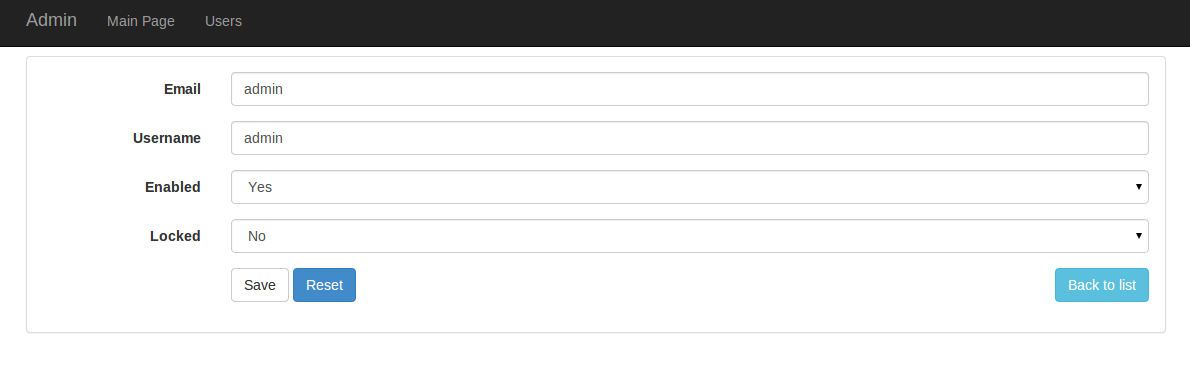 Admin Main Page Users
Email admin
Username admin
Enabled Yes
Locked No
Save Reset Back to list